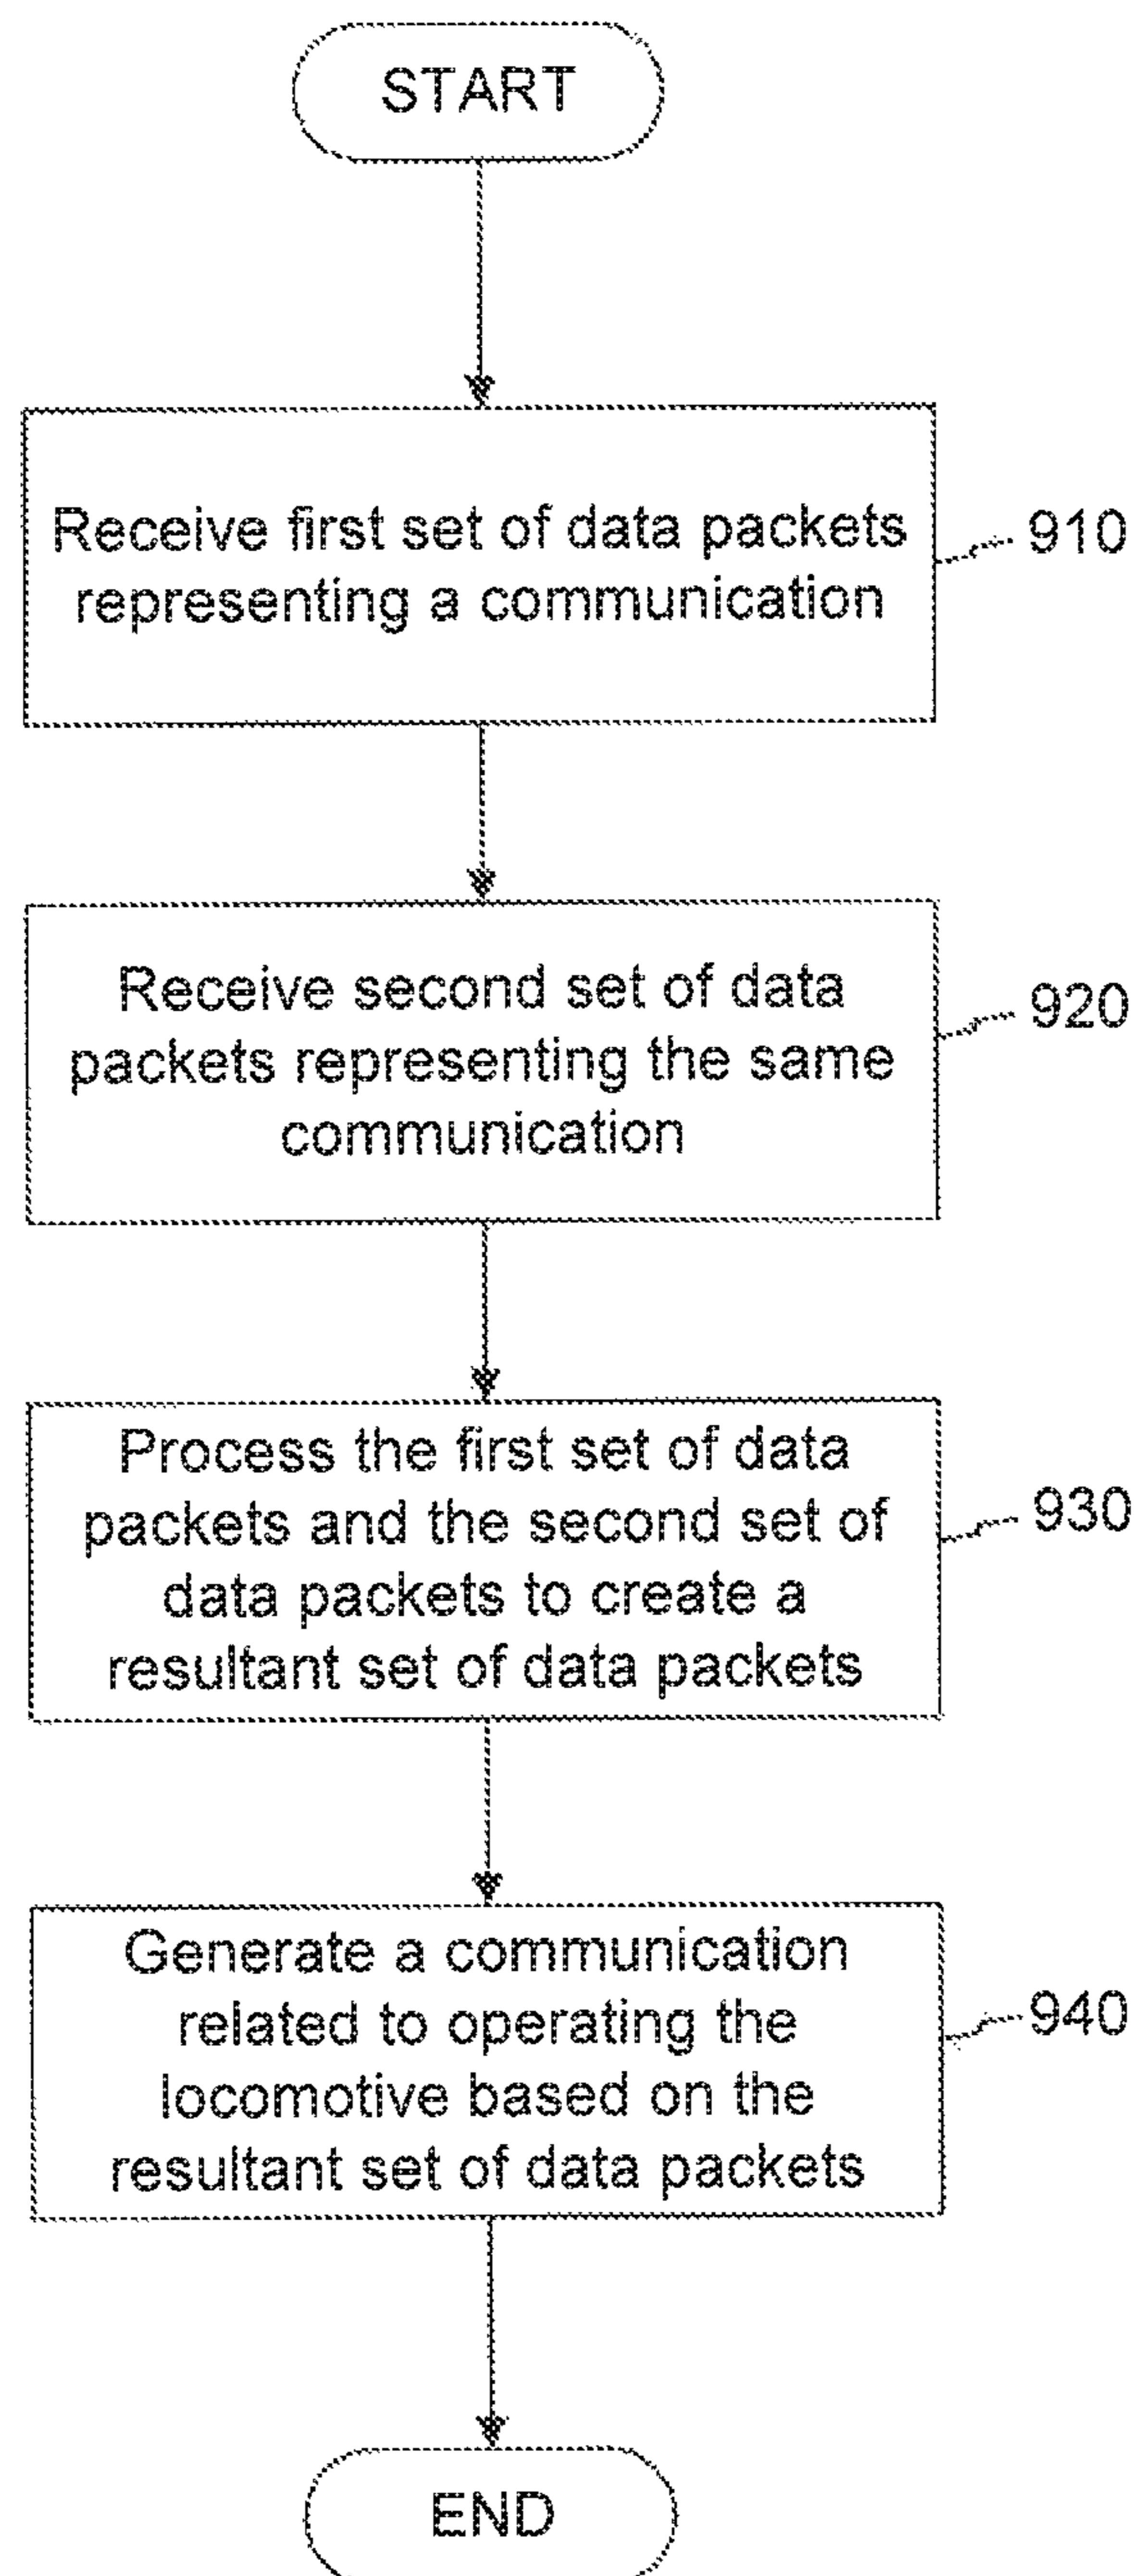 START
Receive first set of data packets
representing a communication
910
Receive second set of data
packets representing the same
communication
920
Process the first set of data
packets and the second set of
data packets to create a
resultant set of data packets
930
Generate a communication
related to operating the
locomotive based on the
resultant set of data packets
940
END